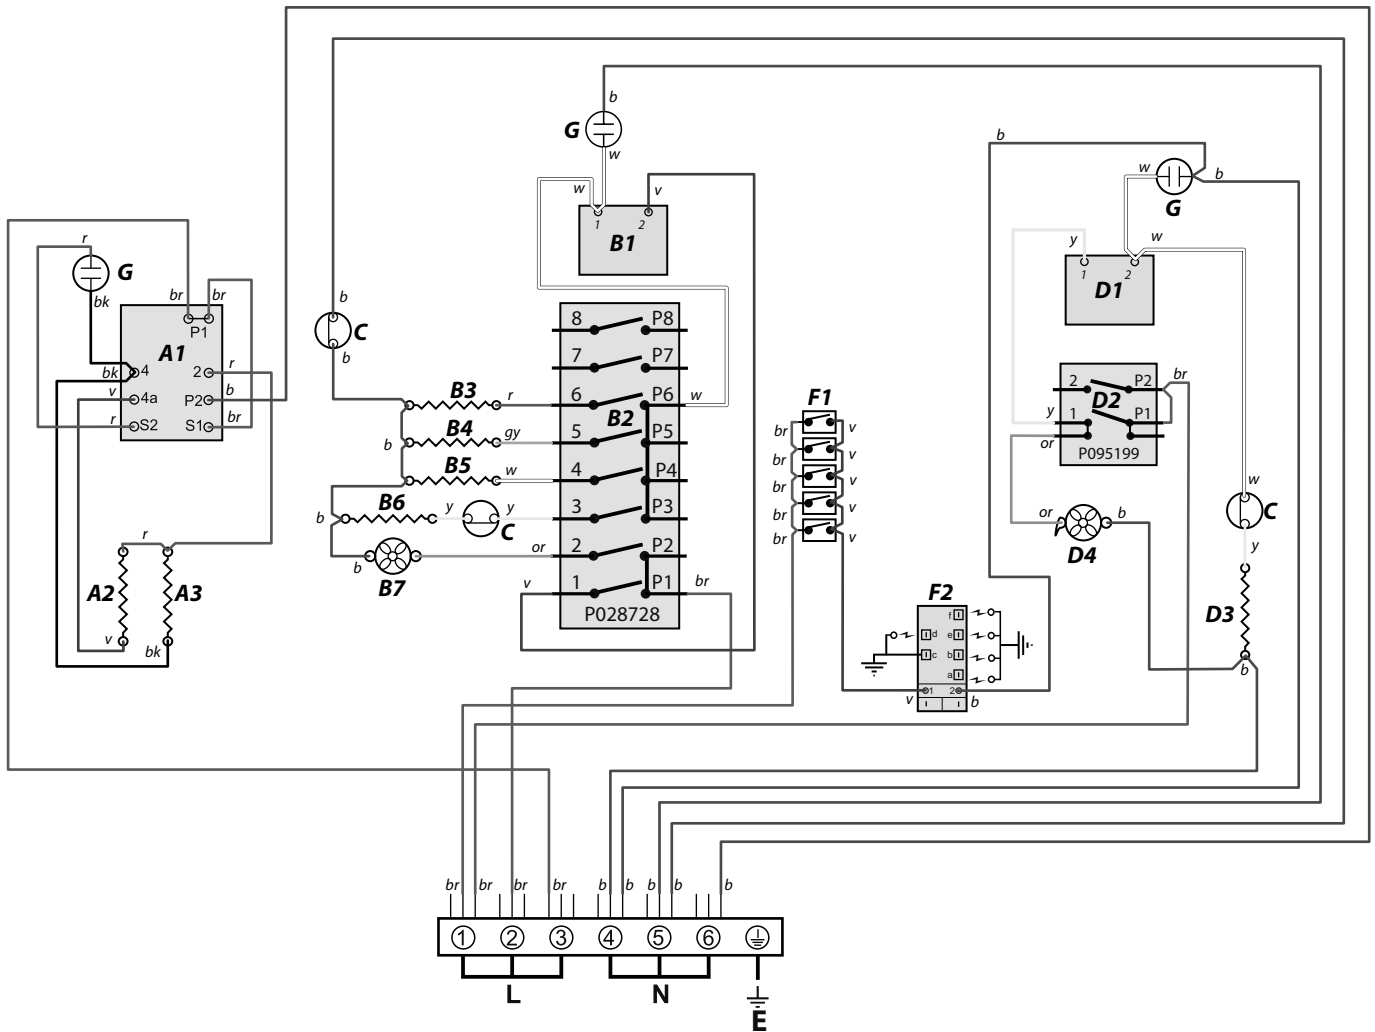 b
G
w
w
v
1
2
B1
b
w
G
b
y
w
1
2
D1
r
G
bk
br
br
P1
A1
4
2
r
bk
v
4a
P2
b
r
S2
S1
br
b
C
b
8
P8
7
P7
B3
r
6
B2
P6
w
B4
gy
5
P5
b
B5
w
4
P4
B6
y
y
b
C
3
P3
or
2
P2
b
B7
v
1
P1
br
P028728
F1
br
v
br
v
br
v
br
v
br
v
2
D2
P2
br
y
1
P1
or
P095199
w
C
y
or
b
D4
D3
b
r
A2
A3
v
bk
F2
f
d
e
c
b
a
1
2
v
b
br
br
br
br
b
b
b
b
b
1
2
3
4
5
6
L
N
E